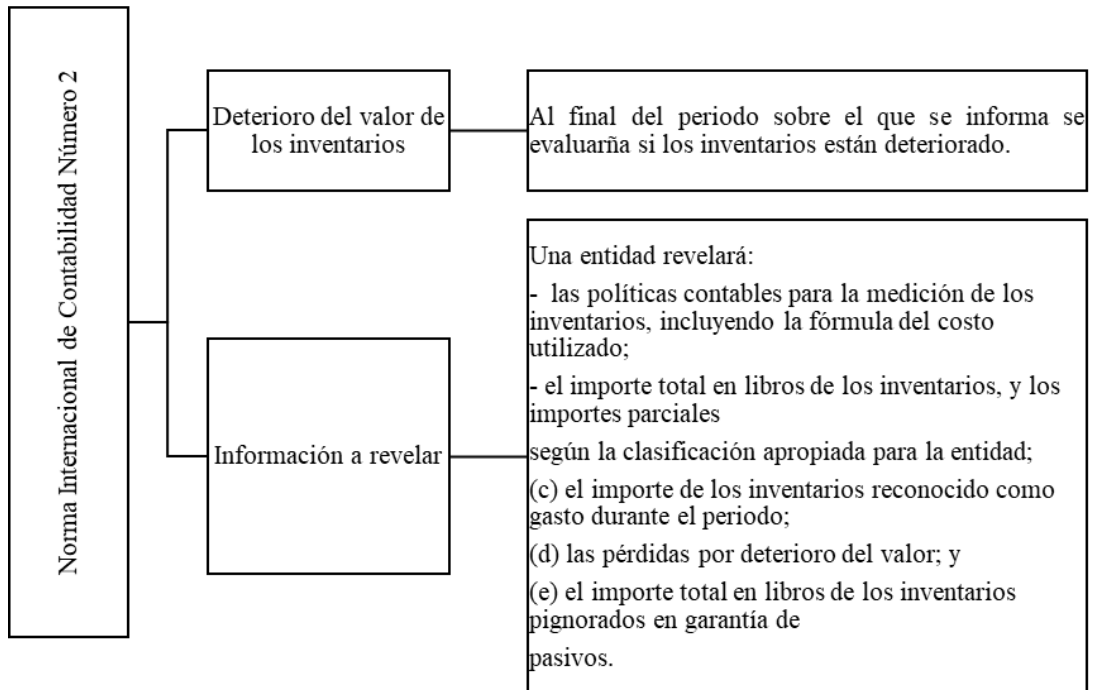 Norma Internacional de Contabilidad Número 2
Deterioro del valor de
los inventarios
Al final del periodo sobre el que se informa se
evaluarña si los inventarios están deteriorado.
Información a revelar
Una entidad revelará:
- las políticas contables para la medición de los
inventarios, incluyendo la fórmula del costo
utilizado;
- el importe total en libros de los inventarios, y los
importes parciales
según la clasificación apropiada para la entidad;
(c) el importe de los inventarios reconocido como
gasto durante el periodo;
(d) las pérdidas por deterioro del valor; y
(e) el importe total en libros de los inventarios
pignorados en garantía de
pasivos.